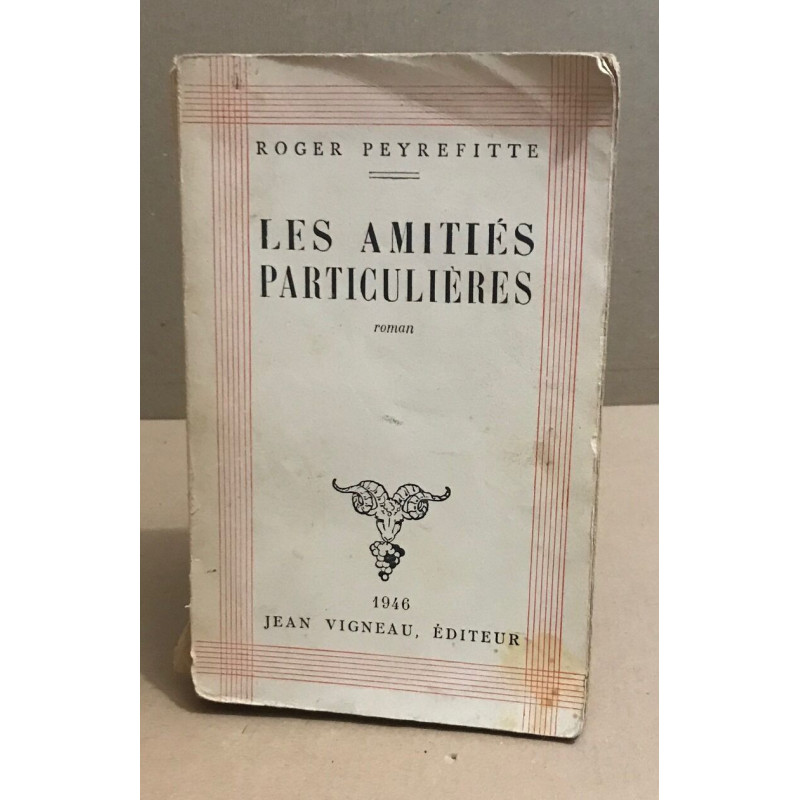 ROGER PEYREFITTE
LES AMITIÉS
PARTICULIÈRES
roman
1946
JEAN VIGNEAU, ÉDITEUR